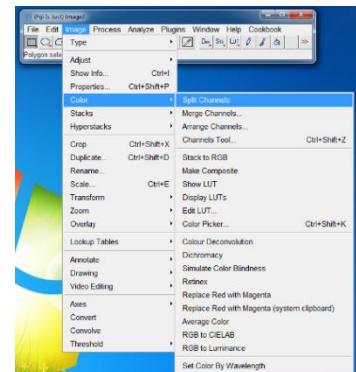 (Fiji Is Just) ImageJ
File Edit Image Process Analyze Plugins Window Help Cookbook
Polygon sele
Type
Adjust
Show Info... Ctrl+I
Properties... Ctrl+Shift+P
Color
Stacks
Hyperstacks
Crop Ctrl+Shift+X
Duplicate... Ctrl+Shift+D
Rename...
Scale... Ctrl+E
Transform
Zoom
Overlay
Lookup Tables
Annotate
Drawing
Video Editing
Axes
Convert
Convolve
Threshold
Split Channels
Merge Channels...
Arrange Channels...
Channels Tool... Ctrl+Shift+Z
Stack to RGB
Make Composite
Show LUT
Display LUTs
Edit LUT...
Color Picker... Ctrl+Shift+K
Colour Deconvolution
Dichromacy
Simulate Color Blindness
Retinex
Replace Red with Magenta
Replace Red with Magenta (system clipboard)
Average Color
RGB to CIELAB
RGB to Luminance
Set Color By Wavelength